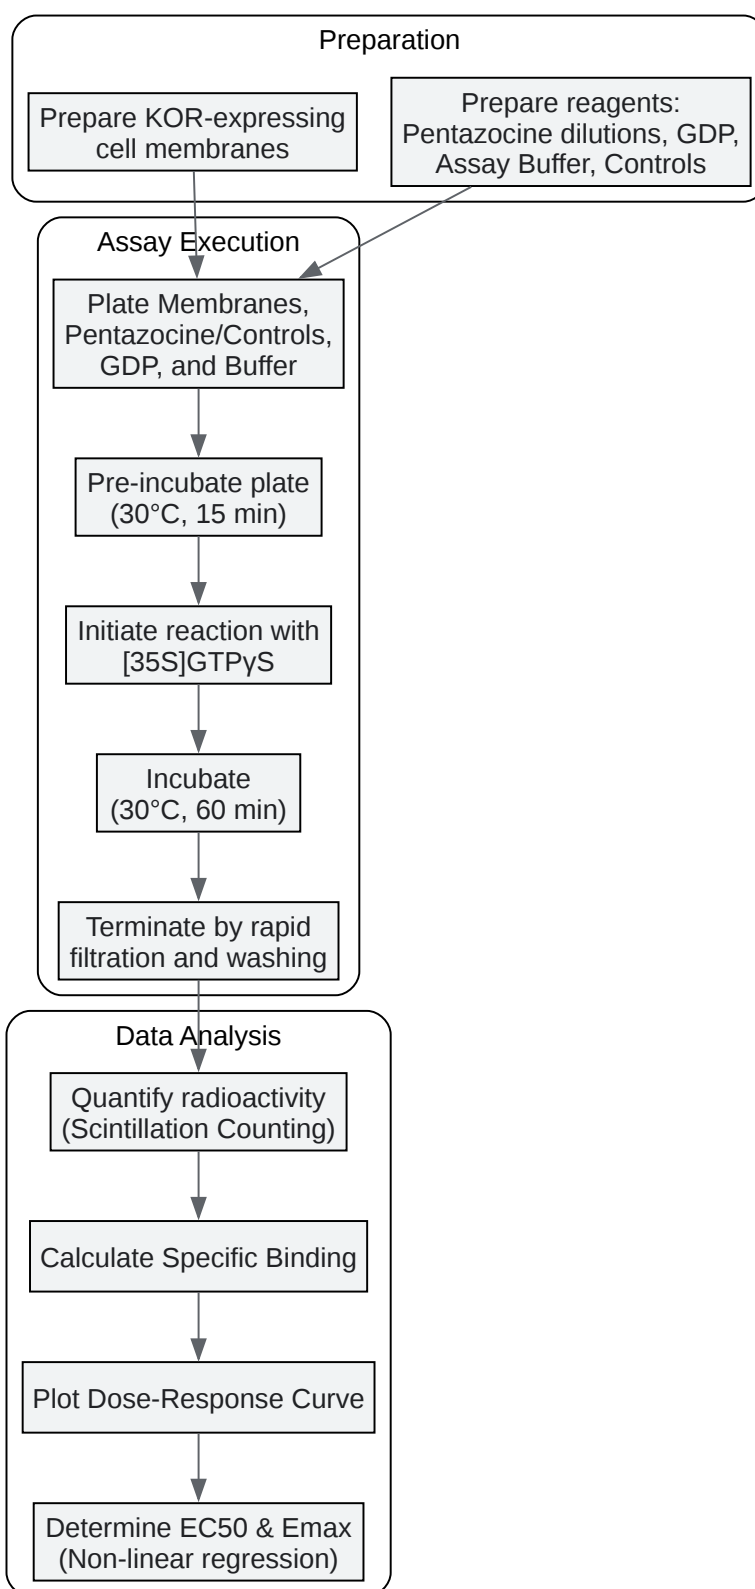 Preparation
Prepare KOR-expressing
cell membranes
Prepare reagents:
Pentazocine dilutions, GDP,
Assay Buffer, Controls
Assay Execution
Plate Membranes,
Pentazocine/Controls,
GDP, and Buffer
Pre-incubate plate
(30°C, 15 min)
Initiate reaction with
[35S]GTPγS
Incubate
(30°C, 60 min)
Terminate by rapid
filtration and washing
Data Analysis
Quantify radioactivity
(Scintillation Counting)
Calculate Specific Binding
Plot Dose-Response Curve
Determine EC50 & Emax
(Non-linear regression)